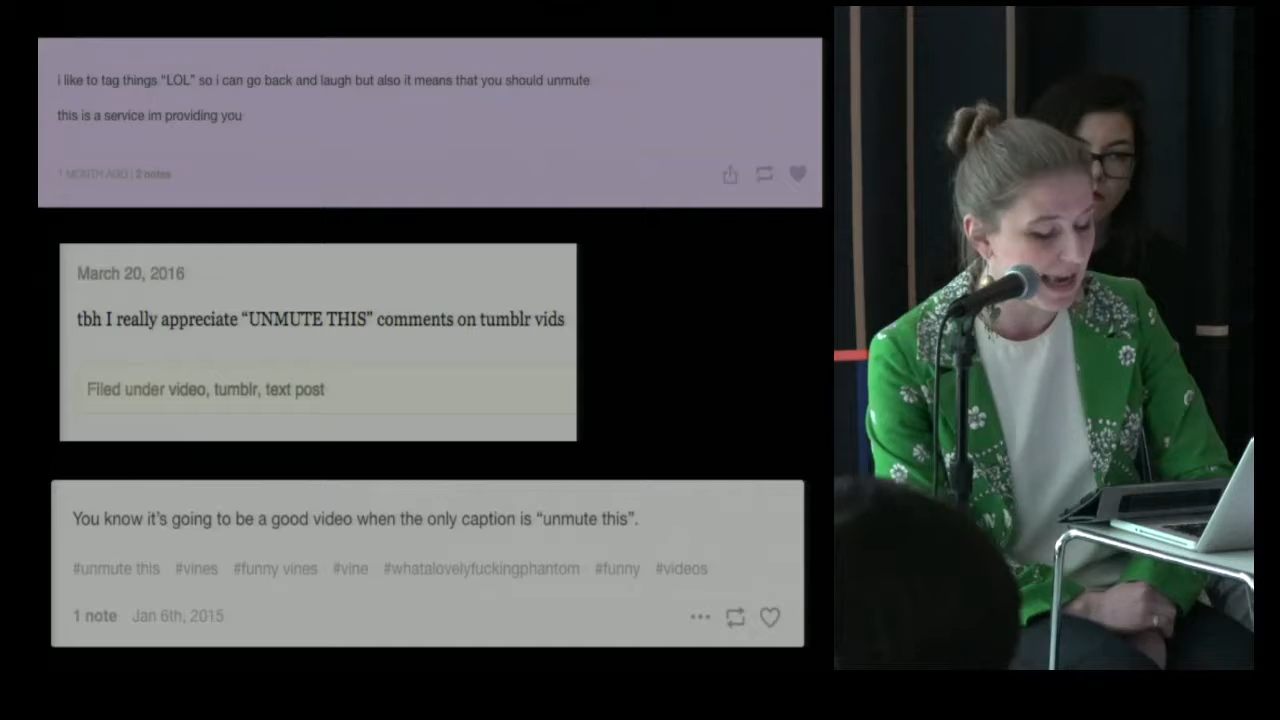 i like to tag things “LOL” so i can go back and laugh but also it means that you should unmute
this is a service im providing you
1 MONTH AGO | 2 notes
March 20, 2016
tbh I really appreciate “UNMUTE THIS” comments on tumblr vids
Filed under video, tumblr, text post
You know it’s going to be a good video when the only caption is “unmute this”.
#unmute this #vines #funny vines #vine #whatalovelyfuckingphantom #funny #videos
1 note Jan 6th, 2015